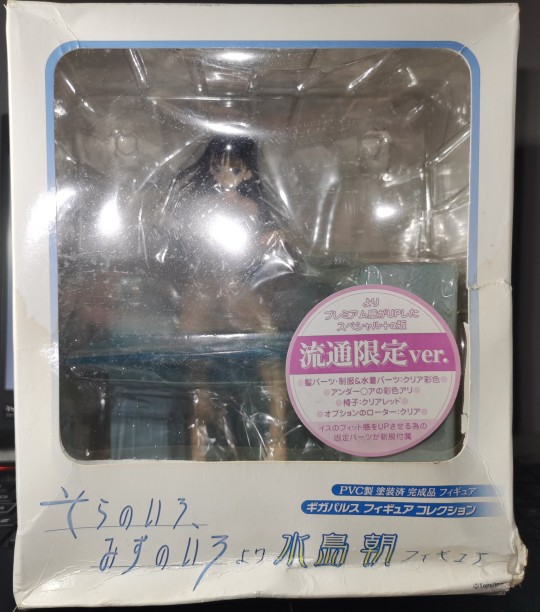 より
プレミアム感がUPした
スペシャル+α版
流通限定ver.
●髪パーツ・制服&水着パーツ:クリア彩色●
●アンダー○アの彩色アリ●
●椅子:クリアレッド●
●オプションのローター:クリア●
イスのフィット感をUPさせる為の
固定パーツが新規付属
PVC製 塗装済 完成品 フィギュア
ギガパルス フィギュア コレクション
そらのいろ、
みずのいろ より 水島 朝 フィギュア